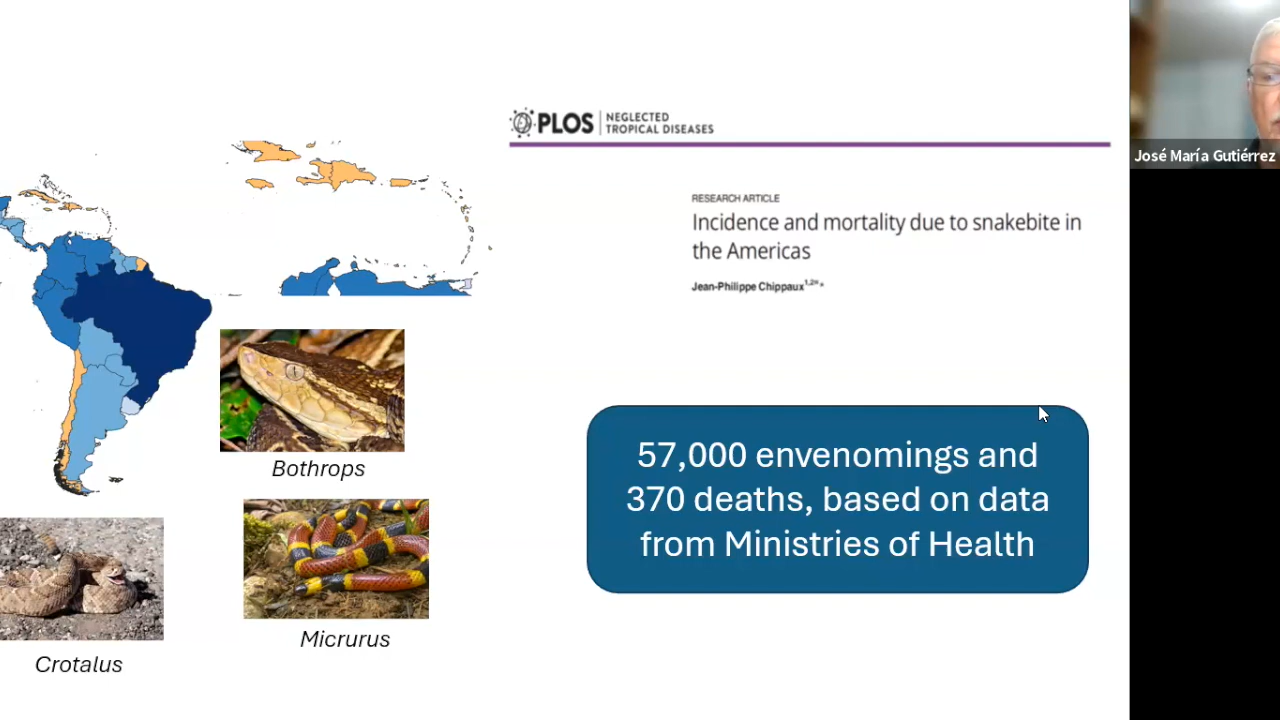 PLOS
NEGLECTED
TROPICAL DISEASES
José María Gutiérrez
RESEARCH ARTICLE
Incidence and mortality due to snakebite in
the Americas
Jean-Philippe Chippaux
Bothrops
57,000 envenomings and
370 deaths, based on data
from Ministries of Health
Micrurus
Crotalus